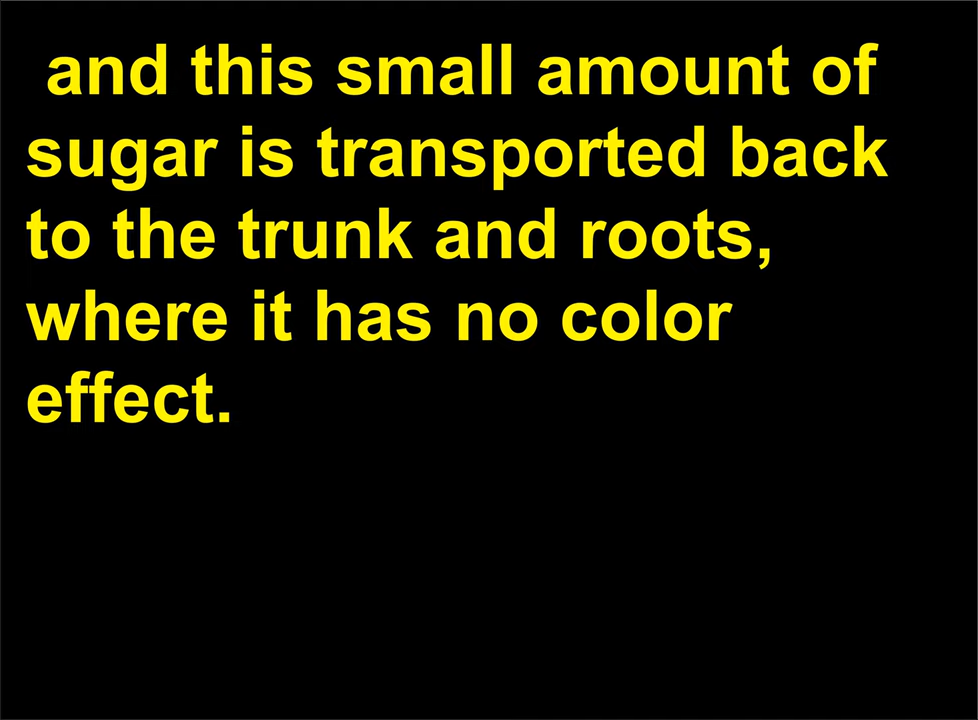 and this small amount of
sugar is transported back
to the trunk and roots,
where it has no color
effect.